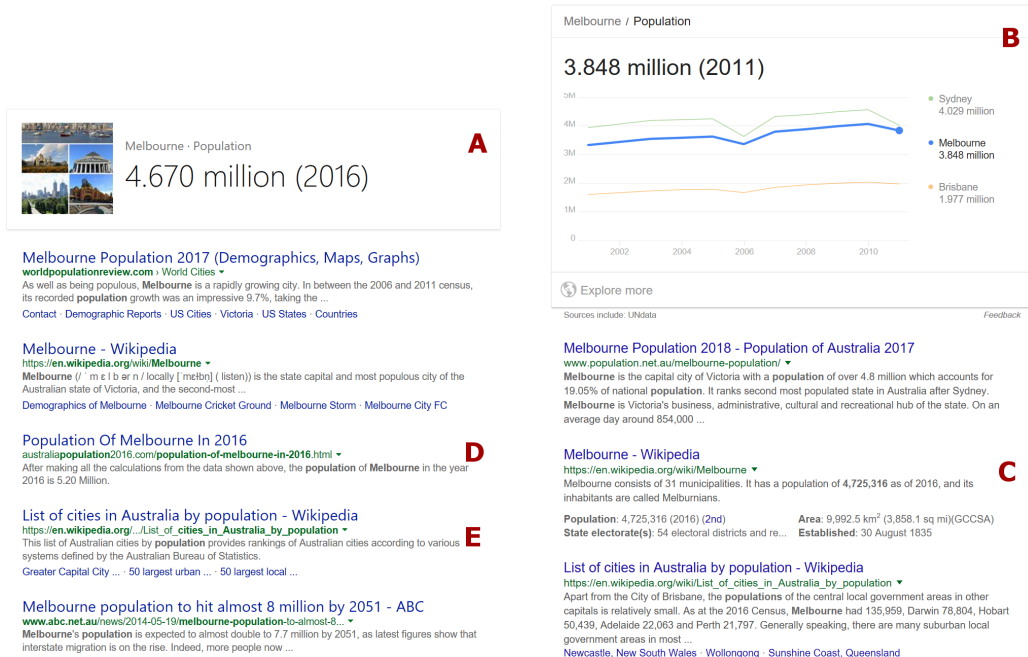 Melbourne · Population
4.670 million (2016)
A
Melbourne Population 2017 (Demographics, Maps, Graphs)
worldpopulationreview.com › World Cities ▾
As well as being populous, Melbourne is a rapidly growing city. In between the 2006 and 2011 census,
its recorded population growth was an impressive 9.7%, taking the ...
Contact · Demographic Reports · US Cities · Victoria · US States · Countries
Melbourne - Wikipedia
https://en.wikipedia.org/wiki/Melbourne ▾
Melbourne (/ ˈ m ɛ l b ər n / locally [ ˈmɛɫbn̩] ( listen)) is the state capital and most populous city of the
Australian state of Victoria, and the second-most ...
Demographics of Melbourne · Melbourne Cricket Ground · Melbourne Storm · Melbourne City FC
Population Of Melbourne In 2016
australiapopulation2016.com/population-of-melbourne-in-2016.html ▾
After making all the calculations from the data shown above, the population of Melbourne in the year
2016 is 5.20 Million.
D
List of cities in Australia by population - Wikipedia
https://en.wikipedia.org/.../List_of_cities_in_Australia_by_population ▾
This list of Australian cities by population provides rankings of Australian cities according to various
systems defined by the Australian Bureau of Statistics.
E
Greater Capital City ... · 50 largest urban ... · 50 largest local ...
Melbourne population to hit almost 8 million by 2051 - ABC
www.abc.net.au/news/2014-05-19/melbourne-population-to-almost-8... ▾
Melbourne's population is expected to almost double to 7.7 million by 2051, as latest figures show that
interstate migration is on the rise. Indeed, more people now ...
Melbourne / Population
B
3.848 million (2011)
5M
4M
3M
2M
1M
0
2002 2004 2006 2008 2010
Sydney
4.029 million
Melbourne
3.848 million
Brisbane
1.977 million
Explore more
Sources include: UNdata Feedback
Melbourne Population 2018 - Population of Australia 2017
www.population.net.au/melbourne-population/ ▾
Melbourne is the capital city of Victoria with a population of over 4.8 million which accounts for
19.05% of national population. It ranks second most populated state in Australia after Sydney.
Melbourne is Victoria's business, administrative, cultural and recreational hub of the state. On an
average day around 854,000 ...
Melbourne - Wikipedia
https://en.wikipedia.org/wiki/Melbourne ▾
C
Melbourne consists of 31 municipalities. It has a population of 4,725,316 as of 2016, and its
inhabitants are called Melburnians.
Population: 4,725,316 (2016) (2nd) Area: 9,992.5 km² (3,858.1 sq mi)(GCCSA)
State electorate(s): 54 electoral districts and re... Established: 30 August 1835
List of cities in Australia by population - Wikipedia
https://en.wikipedia.org/wiki/List_of_cities_in_Australia_by_population ▾
Apart from the City of Brisbane, the populations of the central local government areas in other
capitals is relatively small. As at the 2016 Census, Melbourne had 135,959, Darwin 78,804, Hobart
50,439, Adelaide 22,063 and Perth 21,797. Generally speaking, there are many suburban local
government areas in most ...
Newcastle, New South Wales · Wollongong · Sunshine Coast, Queensland